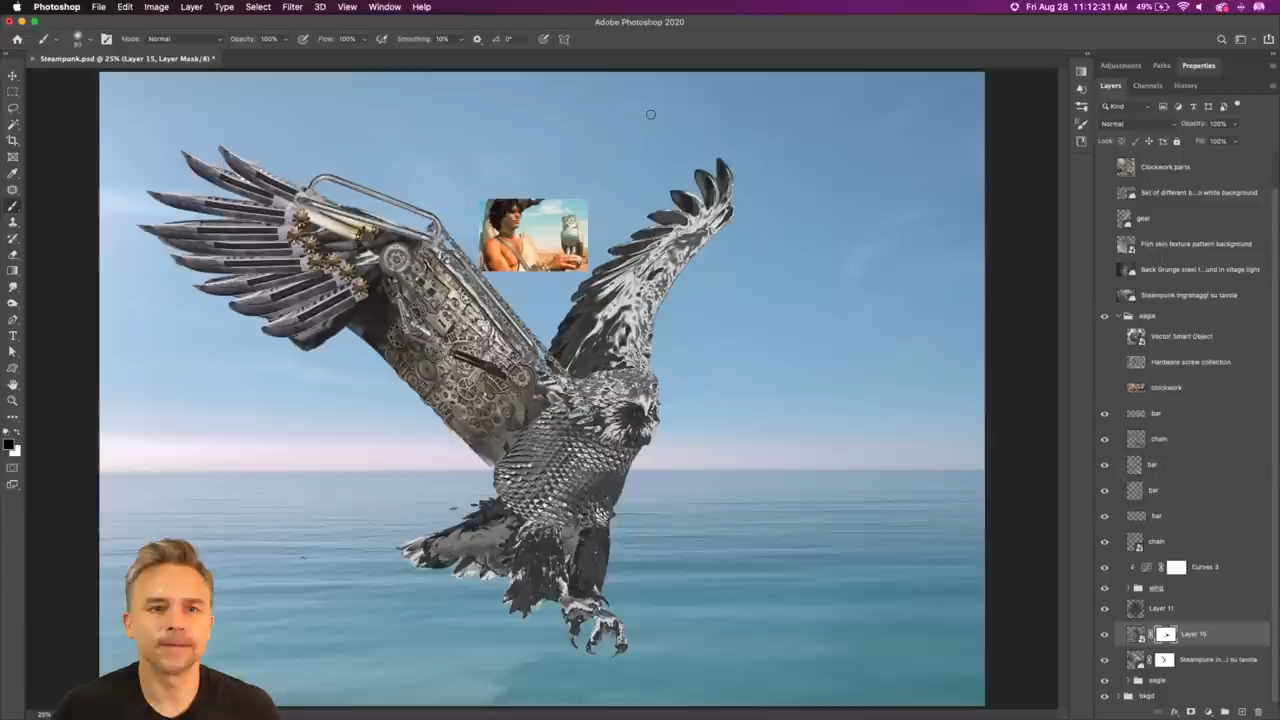 Photoshop File Edit Image Layer Type Select Filter 3D View Window Help
49% Fri Aug 28 11:12:31 AM
Adobe Photoshop 2020
80 Mode: Normal Opacity: 100% Flow: 100% Smoothing: 10% 0°
× Steampunk.psd @ 25% (Layer 15, Layer Mask/8) *
Adjustments Paths Properties
Layers Channels History
Kind
Normal Opacity: 100%
Lock: Fill: 100%
Clockwork parts
Set of different b...n white background
gear
Fish skin texture pattern background
Back Grunge steel f...und in vitage light
Steampunk ingranaggi su tavola
eagle
Vector Smart Object
Hardware screw collection
clockwork
bar
chain
bar
bar
bar
chain
Curves 3
wing
Layer 11
Layer 15
Steampunk in...i su tavola
eagle
bkgd
25%